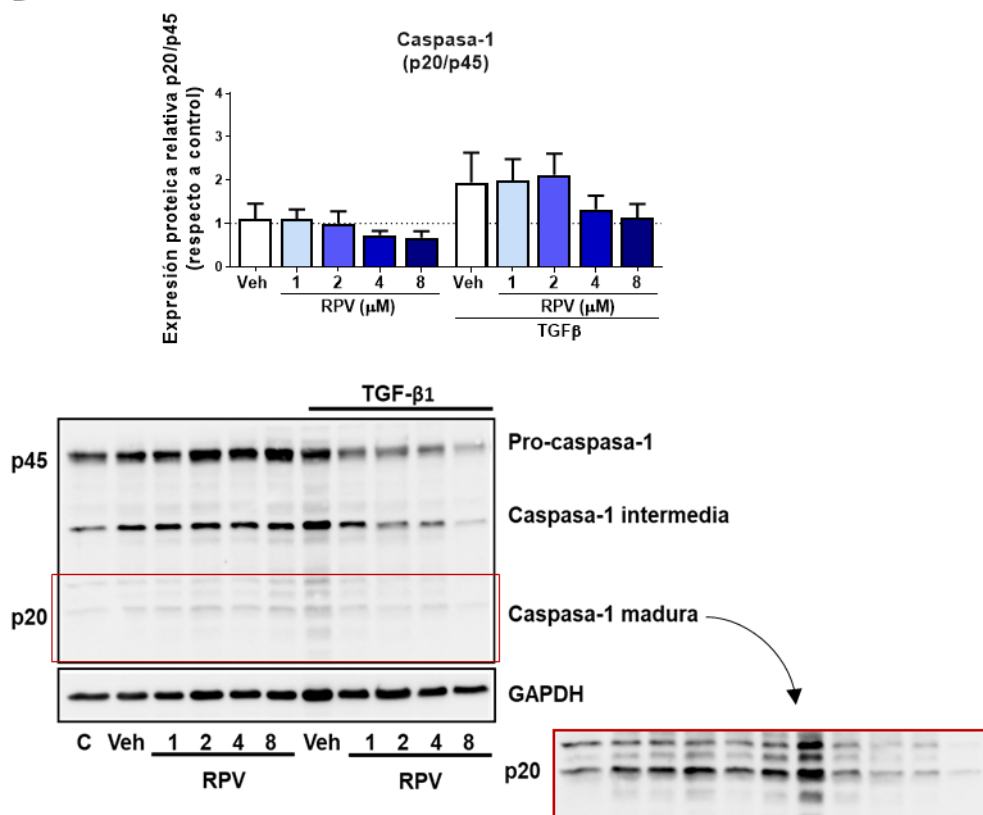 Caspasa-1
(p20/p45)
Expresión proteica relativa p20/p45
(respecto a control)
4
3
2
1
0
Veh 1 2 4 8 Veh 1 2 4 8
RPV (µM) RPV (µM)
TGFβ
TGF-β1
p45 Pro-caspasa-1
Caspasa-1 intermedia
p20 Caspasa-1 madura
GAPDH
C Veh 1 2 4 8 Veh 1 2 4 8
RPV RPV
p20